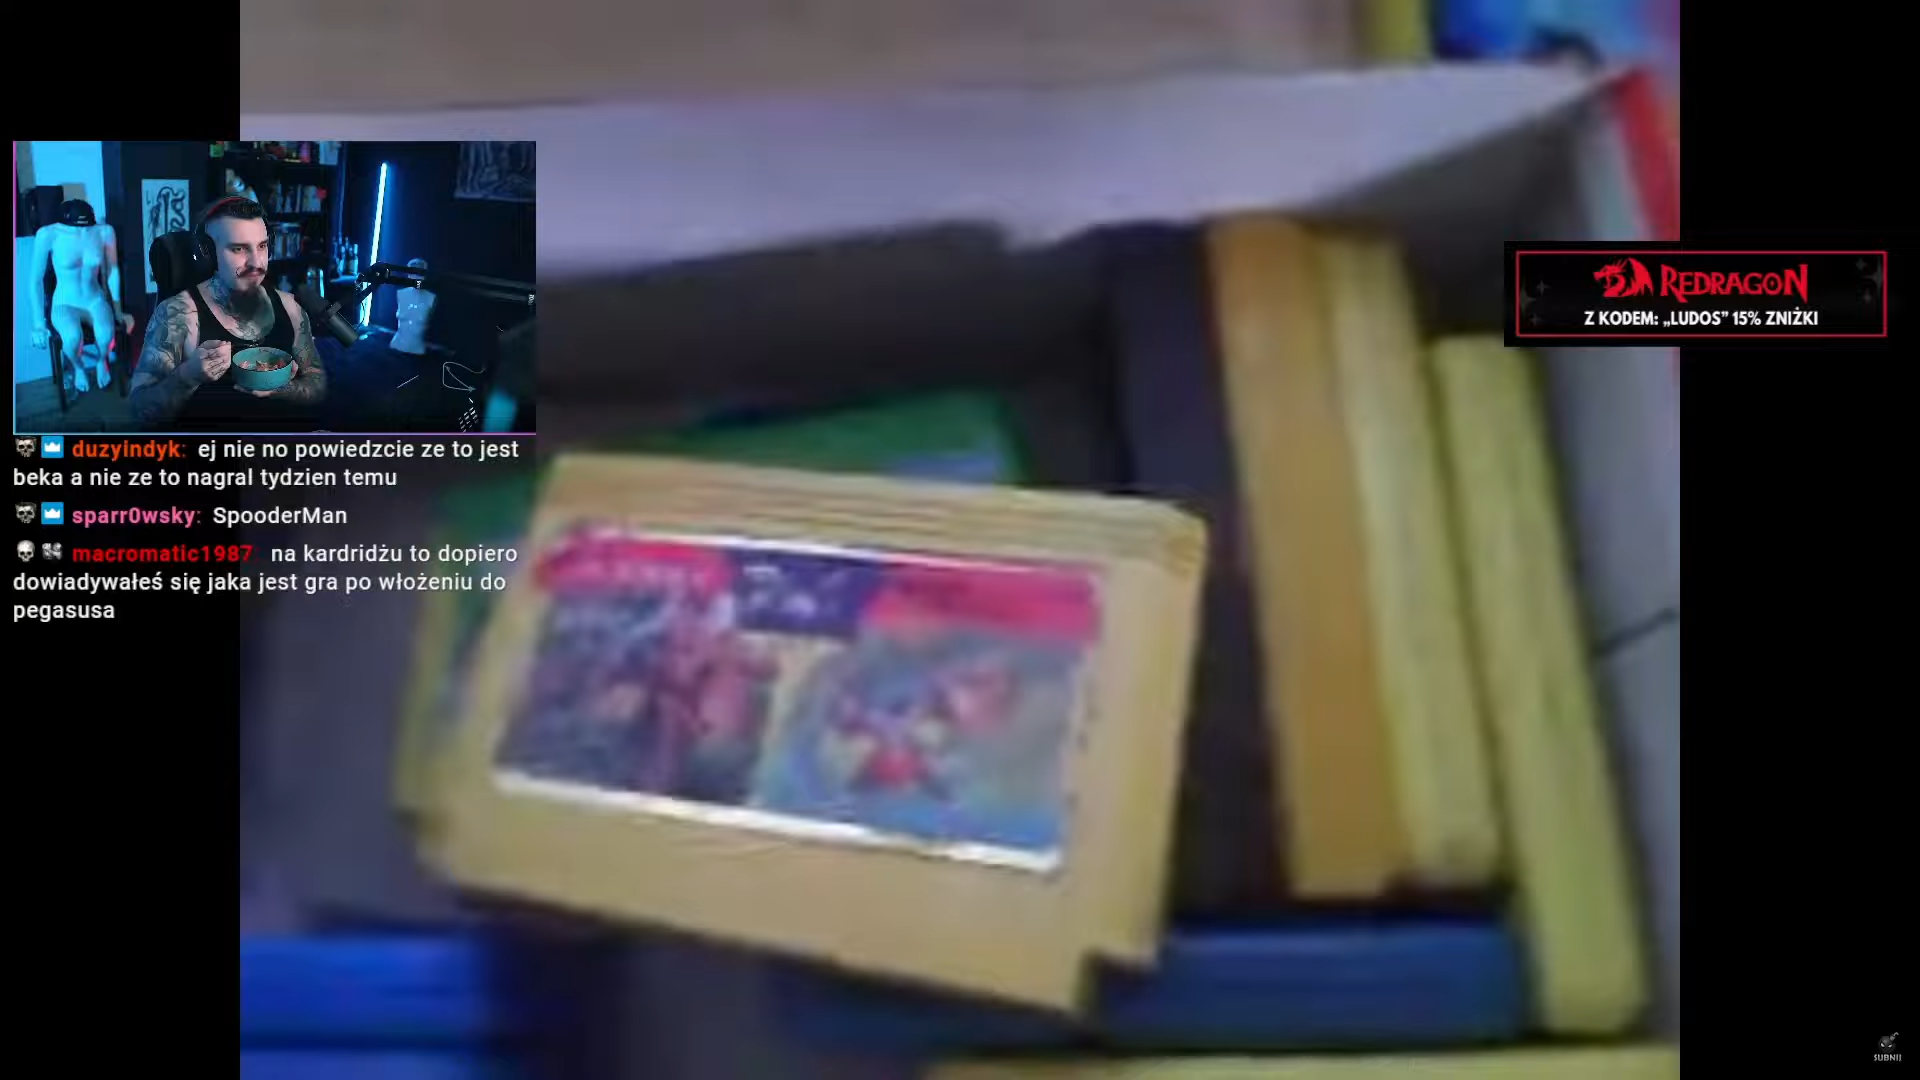 duzyindyk: ej nie no powiedzcie ze to jest
beka a nie ze to nagral tydzien temu
sparr0wsky: SpooderMan
macromatic1987: na kardridżu to dopiero
dowiadywałeś się jaka jest gra po włożeniu do
pegasusa
REDRAGON
Z KODEM: „LUDOS” 15% ZNIŻKI
SUBNII